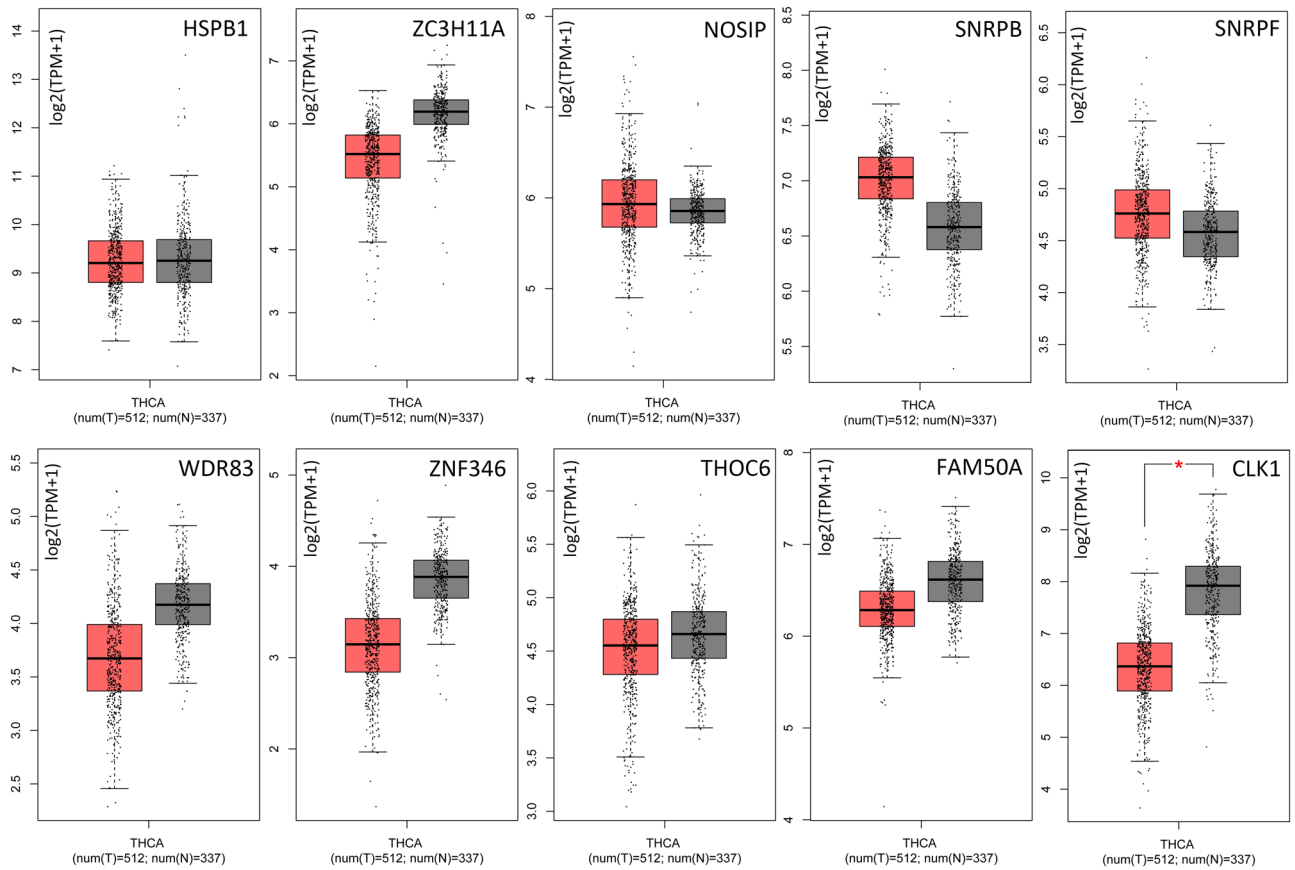 HSPB1
log2(TPM+1)
14
13
12
11
10
9
8
7
THCA
(num(T)=512; num(N)=337)
ZC3H11A
log2(TPM+1)
7
6
5
4
3
2
THCA
(num(T)=512; num(N)=337)
NOSIP
log2(TPM+1)
8
7
6
5
4
THCA
(num(T)=512; num(N)=337)
SNRPB
log2(TPM+1)
8.5
8.0
7.5
7.0
6.5
6.0
5.5
THCA
(num(T)=512; num(N)=337)
SNRPF
log2(TPM+1)
6.5
6.0
5.5
5.0
4.5
4.0
3.5
THCA
(num(T)=512; num(N)=337)
WDR83
log2(TPM+1)
5.5
5.0
4.5
4.0
3.5
3.0
2.5
THCA
(num(T)=512; num(N)=337)
ZNF346
log2(TPM+1)
5
4
3
2
THCA
(num(T)=512; num(N)=337)
THOC6
log2(TPM+1)
6.0
5.5
5.0
4.5
4.0
3.5
3.0
THCA
(num(T)=512; num(N)=337)
FAM50A
log2(TPM+1)
8
7
6
5
4
THCA
(num(T)=512; num(N)=337)
CLK1
log2(TPM+1)
*
10
9
8
7
6
5
4
THCA
(num(T)=512; num(N)=337)